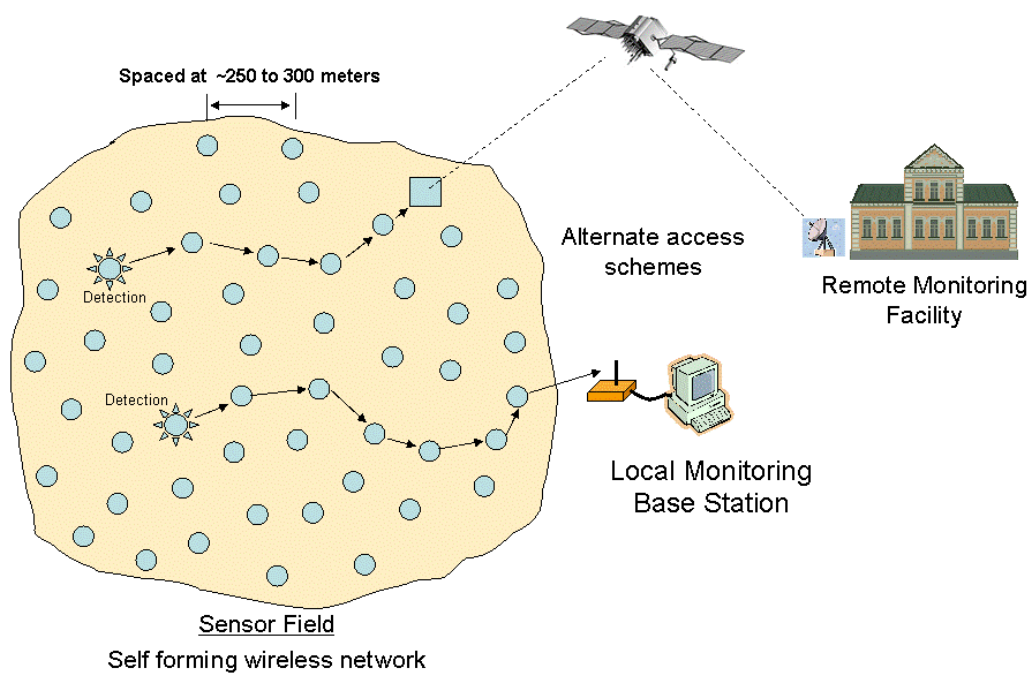 Spaced at ~250 to 300 meters
Alternate access
schemes
Remote Monitoring
Facility
Detection
Detection
Local Monitoring
Base Station
Sensor Field
Self forming wireless network